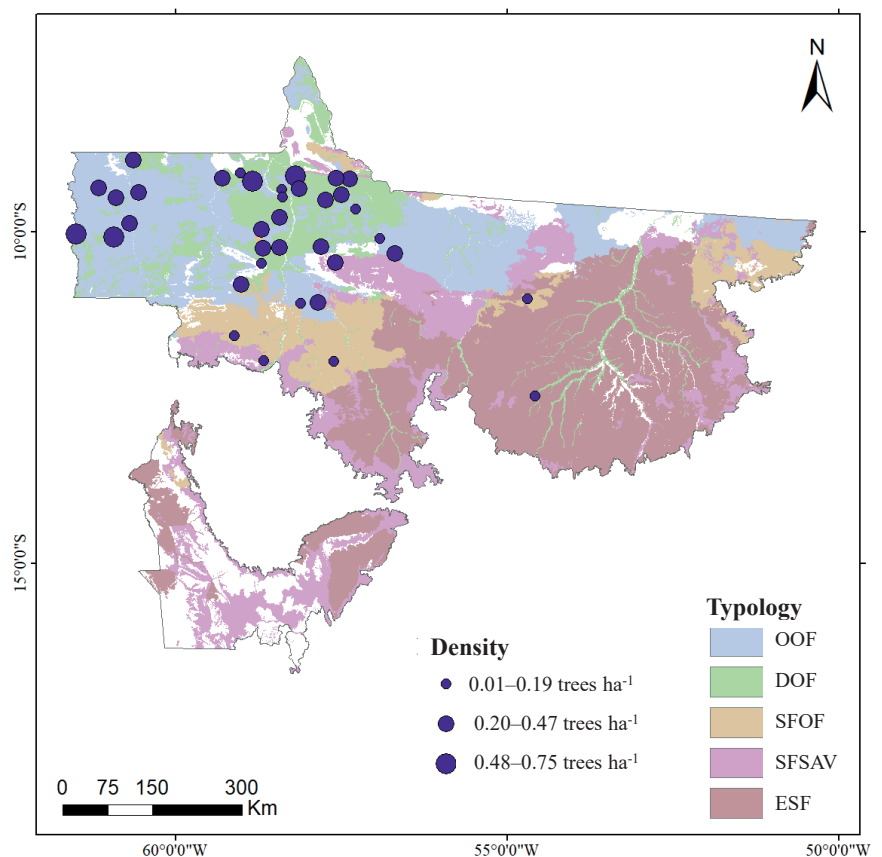 N
10°0'0"S
15°0'0"S
Density
0.01–0.19 trees ha-1
0.20–0.47 trees ha-1
0.48–0.75 trees ha-1
Typology
OOF
DOF
SFOF
SFSAV
ESF
0 75 150 300
Km
60°0'0"W 55°0'0"W 50°0'0"W